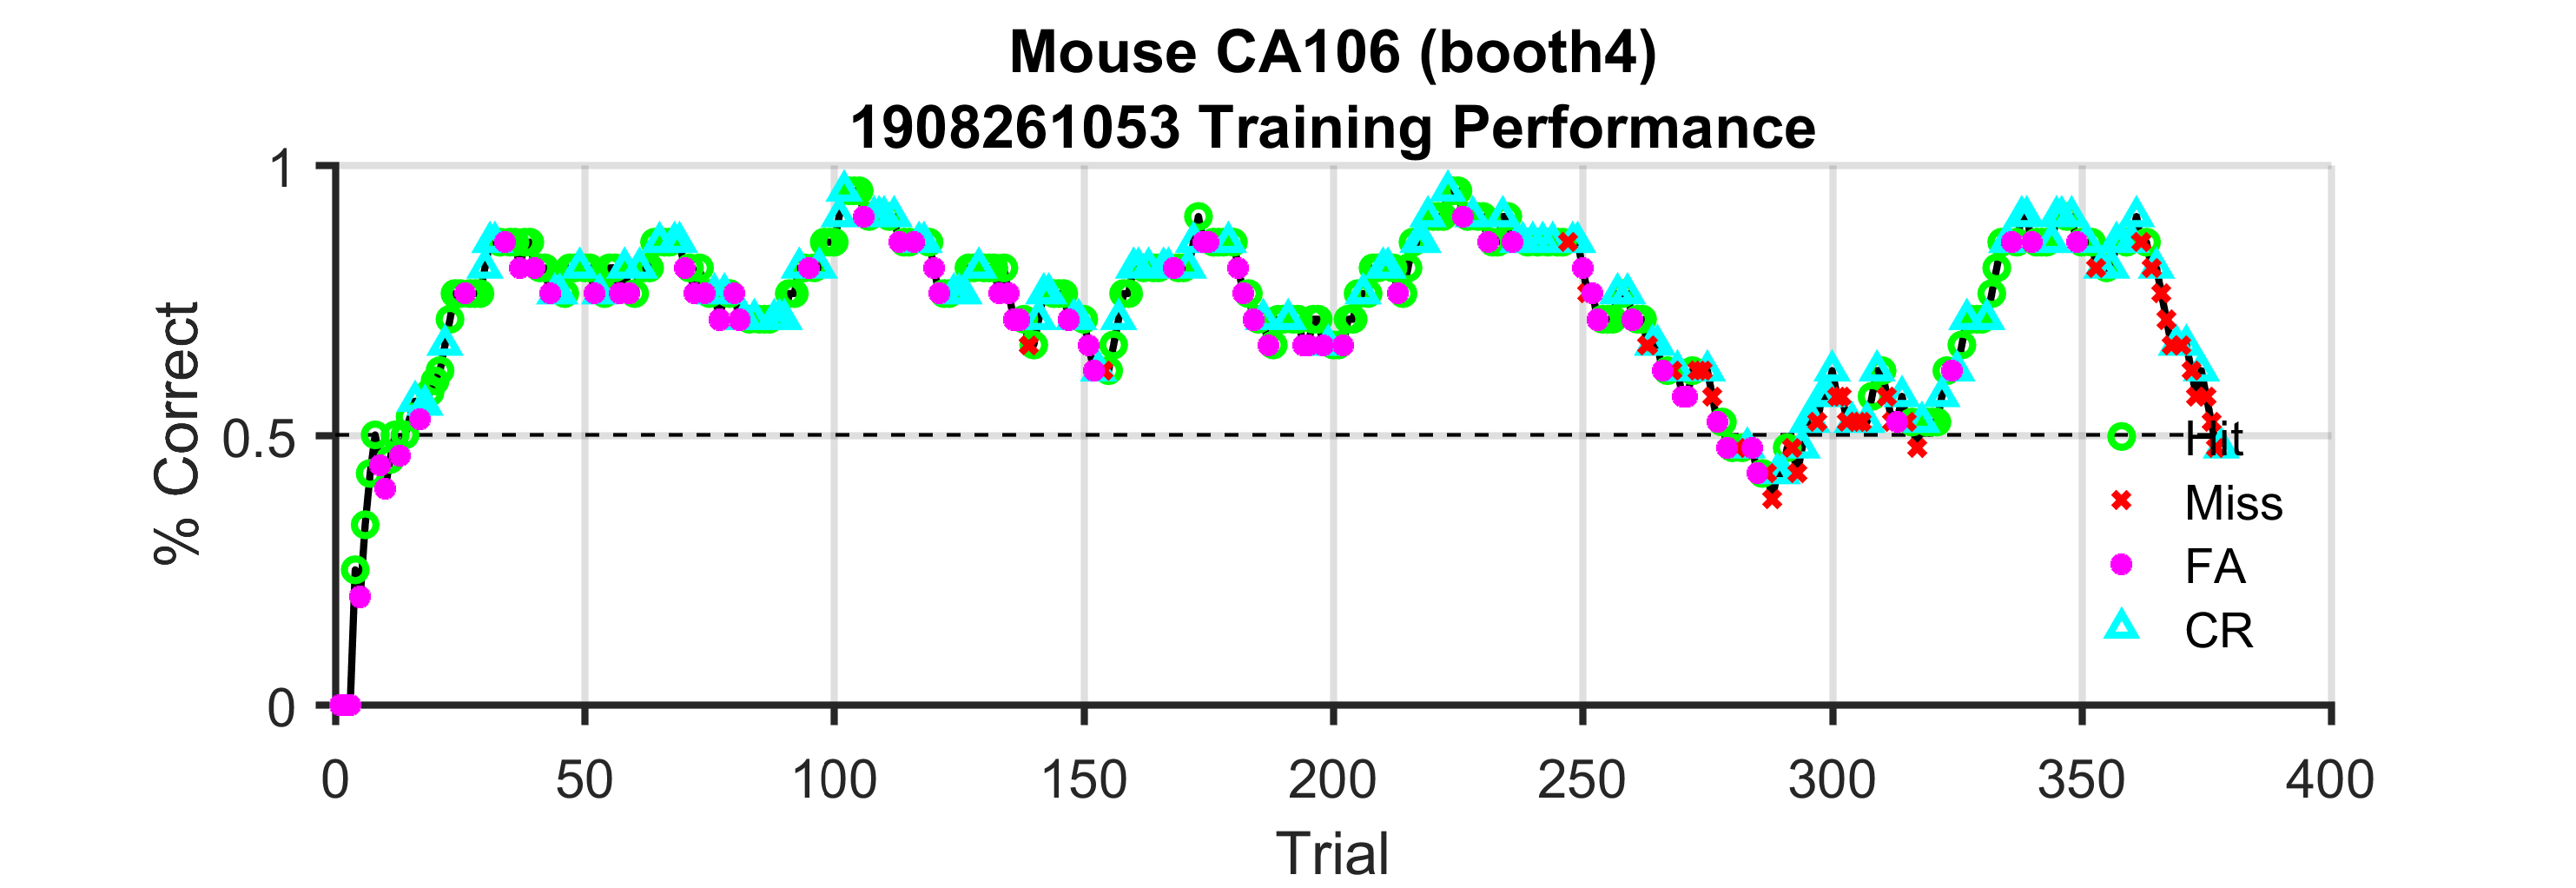 Mouse CA106 (booth4)
1908261053 Training Performance
% Correct
1
0.5
0
0 50 100 150 200 250 300 350 400
Trial
Hit
Miss
FA
CR